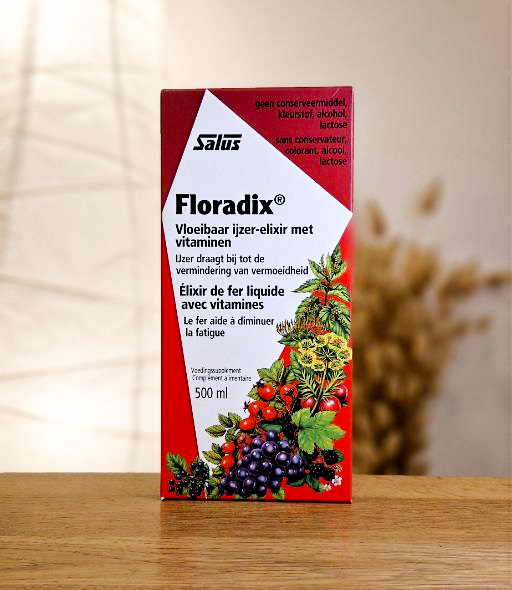 geen conserveermiddel,
kleurstof, alcohol,
lactose
sans conservateur,
colorant, alcool,
lactose
Salus
Floradix®
Vloeibaar ijzer-elixir met
vitaminen
IJzer draagt bij tot de
vermindering van vermoeidheid
Élixir de fer liquide
avec vitamines
Le fer aide à diminuer
la fatigue
Voedingssupplement
Complément alimentaire
500 ml